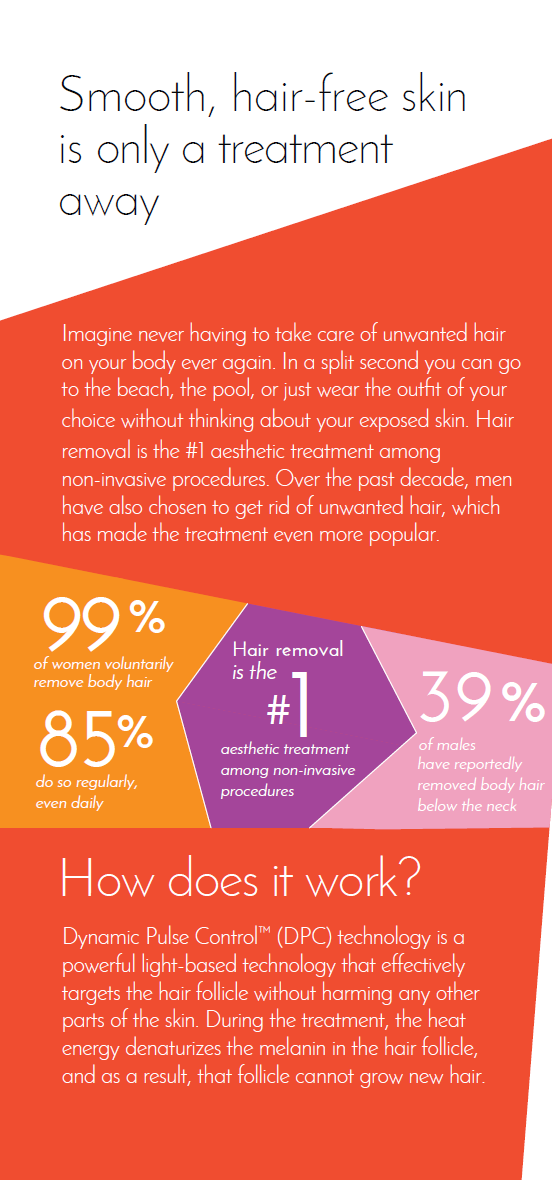 Smooth, hair-free skin
is only a treatment
away
Imagine never having to take care of unwanted hair
on your body ever again. In a split second you can go
to the beach, the pool, or just wear the outfit of your
choice without thinking about your exposed skin. Hair
removal is the #1 aesthetic treatment among
non-invasive procedures. Over the past decade, men
have also chosen to get rid of unwanted hair, which
has made the treatment even more popular.
99%
of women voluntarily
remove body hair
85%
do so regularly,
even daily
Hair removal
is the
#1
aesthetic treatment
among non-invasive
procedures
39%
of males
have reportedly
removed body hair
below the neck
How does it work?
Dynamic Pulse Control™ (DPC) technology is a
powerful light-based technology that effectively
targets the hair follicle without harming any other
parts of the skin. During the treatment, the heat
energy denaturizes the melanin in the hair follicle,
and as a result, that follicle cannot grow new hair.